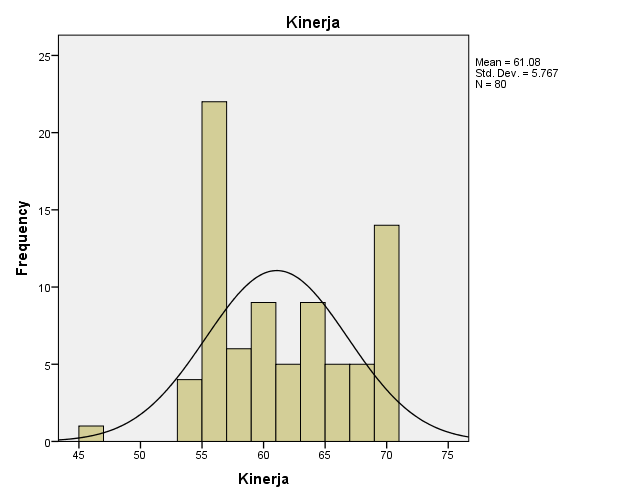 Kinerja
Mean = 61.08
Std. Dev. = 5.767
N = 80
Frequency
25
20
15
10
5
0
45 50 55 60 65 70 75
Kinerja